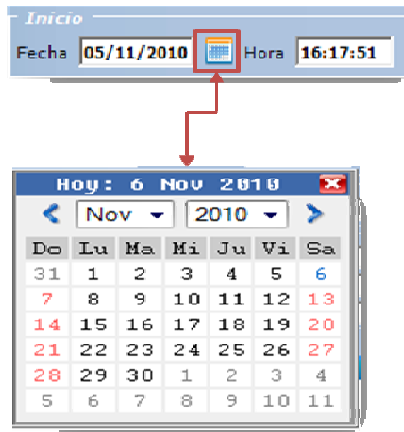 Inicio
Fecha 05/11/2010 Hora 16:17:51
Hoy: 6 Nov 2010
Nov 2010
Do Lu Ma Mi Ju Vi Sa
31 1 2 3 4 5 6
7 8 9 10 11 12 13
14 15 16 17 18 19 20
21 22 23 24 25 26 27
28 29 30 1 2 3 4
5 6 7 8 9 10 11